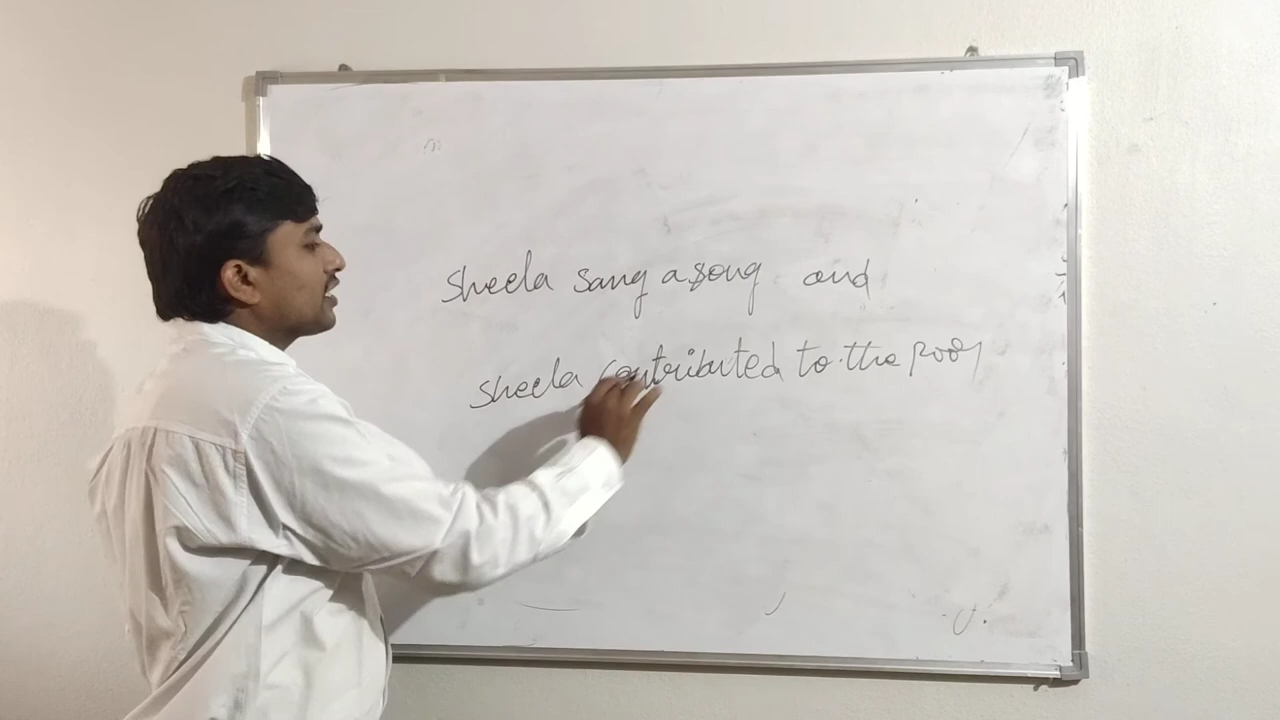 Sheela sang a song and
Sheela contributed to the poor